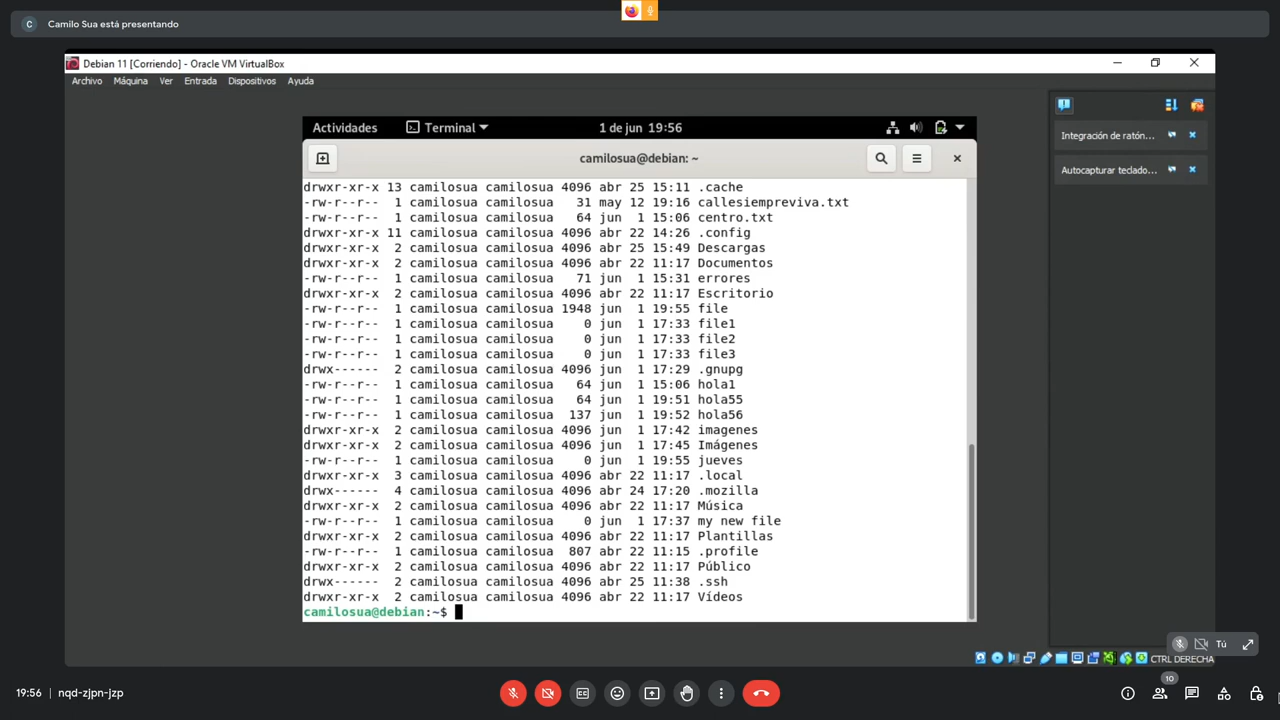 C Camilo Sua está presentando
Debian 11 [Corriendo] - Oracle VM VirtualBox
Archivo Máquina Ver Entrada Dispositivos Ayuda
Actividades Terminal 1 de jun 19:56
Integración de ratón...
Autocapturar teclado...
camilosua@debian: ~
drwxr-xr-x 13 camilosua camilosua 4096 abr 25 15:11 .cache
-rw-r--r-- 1 camilosua camilosua 31 may 12 19:16 callesiempreviva.txt
-rw-r--r-- 1 camilosua camilosua 64 jun 1 15:06 centro.txt
drwxr-xr-x 11 camilosua camilosua 4096 abr 22 14:26 .config
drwxr-xr-x 2 camilosua camilosua 4096 abr 25 15:49 Descargas
drwxr-xr-x 2 camilosua camilosua 4096 abr 22 11:17 Documentos
-rw-r--r-- 1 camilosua camilosua 71 jun 1 15:31 errores
drwxr-xr-x 2 camilosua camilosua 4096 abr 22 11:17 Escritorio
-rw-r--r-- 1 camilosua camilosua 1948 jun 1 19:55 file
-rw-r--r-- 1 camilosua camilosua 0 jun 1 17:33 file1
-rw-r--r-- 1 camilosua camilosua 0 jun 1 17:33 file2
-rw-r--r-- 1 camilosua camilosua 0 jun 1 17:33 file3
drwx------ 2 camilosua camilosua 4096 jun 1 17:29 .gnupg
-rw-r--r-- 1 camilosua camilosua 64 jun 1 15:06 hola1
-rw-r--r-- 1 camilosua camilosua 64 jun 1 19:51 hola55
-rw-r--r-- 1 camilosua camilosua 137 jun 1 19:52 hola56
drwxr-xr-x 2 camilosua camilosua 4096 jun 1 17:42 imagenes
drwxr-xr-x 2 camilosua camilosua 4096 jun 1 17:45 Imágenes
-rw-r--r-- 1 camilosua camilosua 0 jun 1 19:55 jueves
drwxr-xr-x 3 camilosua camilosua 4096 abr 22 11:17 .local
drwx------ 4 camilosua camilosua 4096 abr 24 17:20 .mozilla
drwxr-xr-x 2 camilosua camilosua 4096 abr 22 11:17 Música
-rw-r--r-- 1 camilosua camilosua 0 jun 1 17:37 my new file
drwxr-xr-x 2 camilosua camilosua 4096 abr 22 11:17 Plantillas
-rw-r--r-- 1 camilosua camilosua 807 abr 22 11:15 .profile
drwxr-xr-x 2 camilosua camilosua 4096 abr 22 11:17 Público
drwx------ 2 camilosua camilosua 4096 abr 25 11:38 .ssh
drwxr-xr-x 2 camilosua camilosua 4096 abr 22 11:17 Vídeos
camilosua@debian:~$
Tú
CTRL DERECHA
19:56 nqd-zjpn-jzp
10